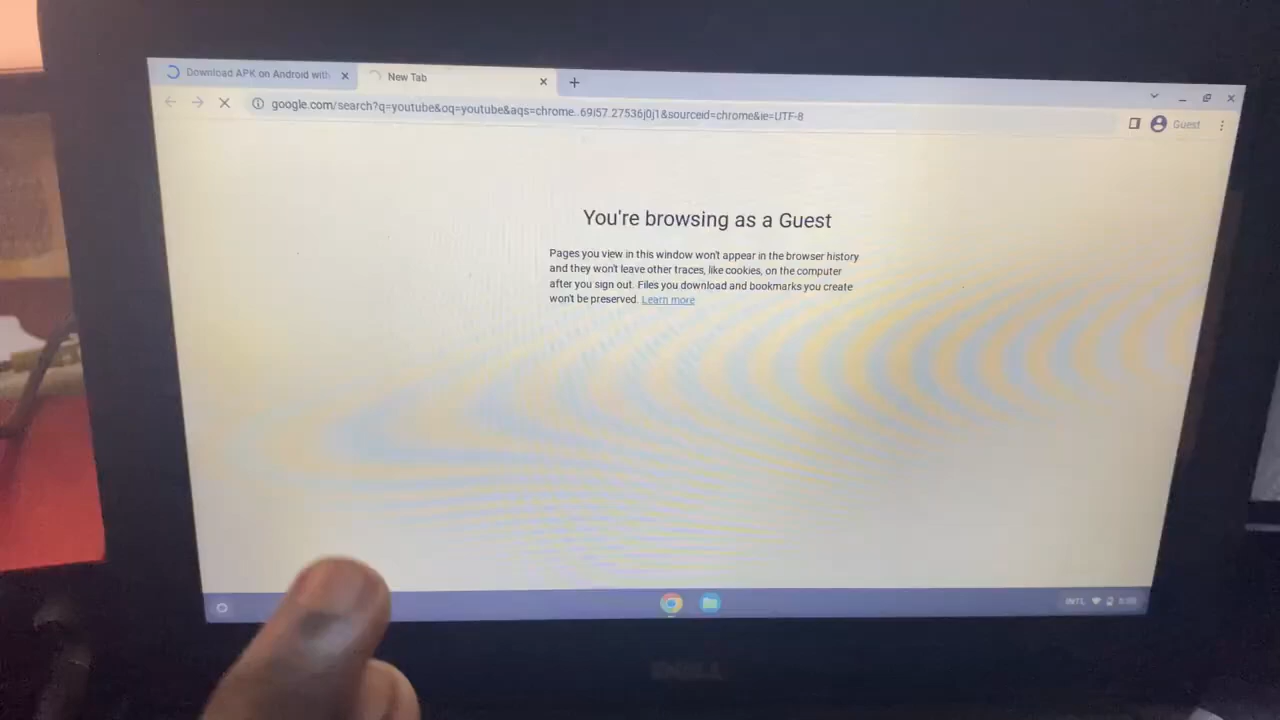 Download APK on Android with
New Tab
google.com/search?q=youtube&oq=youtube&aqs=chrome..69i57.27536j0j1&sourceid=chrome&ie=UTF-8
Guest
You're browsing as a Guest
Pages you view in this window won't appear in the browser history
and they won't leave other traces, like cookies, on the computer
after you sign out. Files you download and bookmarks you create
won't be preserved. Learn more
INTL
DELL